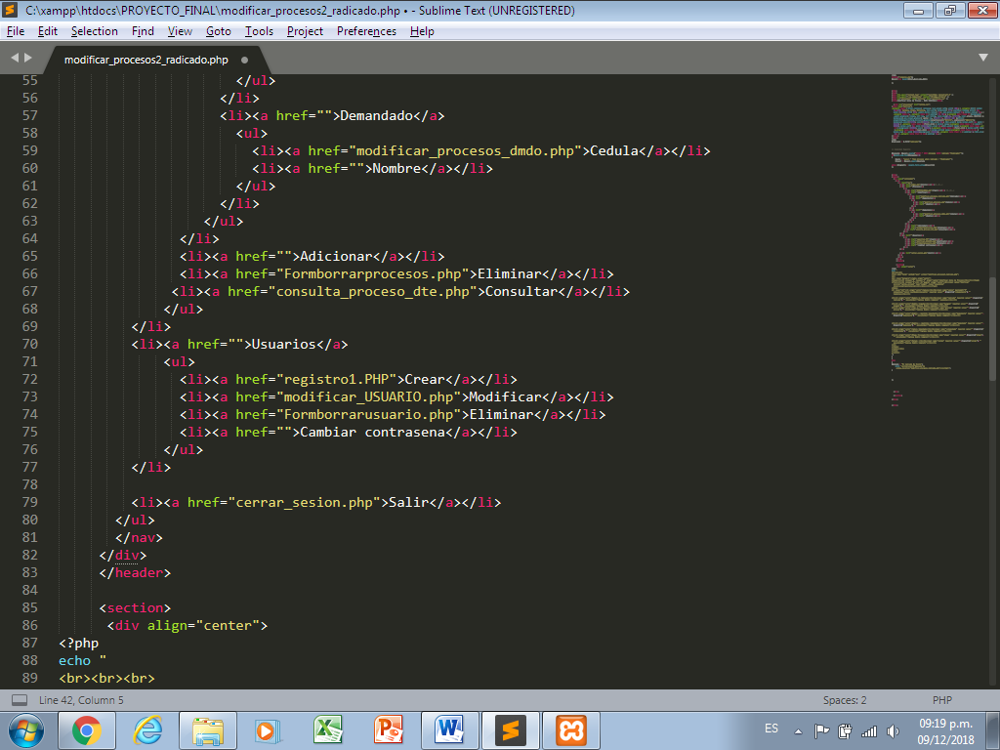 C:\xampp\htdocs\PROYECTO_FINAL\modificar_procesos2_radicado.php • - Sublime Text (UNREGISTERED)
File Edit Selection Find View Goto Tools Project Preferences Help
modificar_procesos2_radicado.php
55 </ul>
56 </li>
57 <li><a href="">Demandado</a>
58 <ul>
59 <li><a href="modificar_procesos_dmdo.php">Cedula</a></li>
60 <li><a href="">Nombre</a></li>
61 </ul>
62 </li>
63 </ul>
64 </li>
65 <li><a href="">Adicionar</a></li>
66 <li><a href="Formborrarprocesos.php">Eliminar</a></li>
67 <li><a href="consulta_proceso_dte.php">Consultar</a></li>
68 </ul>
69 </li>
70 <li><a href="">Usuarios</a>
71 <ul>
72 <li><a href="registro1.PHP">Crear</a></li>
73 <li><a href="modificar_USUARIO.php">Modificar</a></li>
74 <li><a href="Formborrarusuario.php">Eliminar</a></li>
75 <li><a href="">Cambiar contrasena</a></li>
76 </ul>
77 </li>
78
79 <li><a href="cerrar_sesion.php">Salir</a></li>
80 </ul>
81 </nav>
82 </div>
83 </header>
84
85 <section>
86 <div align="center">
87 <?php
88 echo "
89 <br><br><br>
Line 42, Column 5 Spaces: 2 PHP
ES 09:19 p.m.
09/12/2018